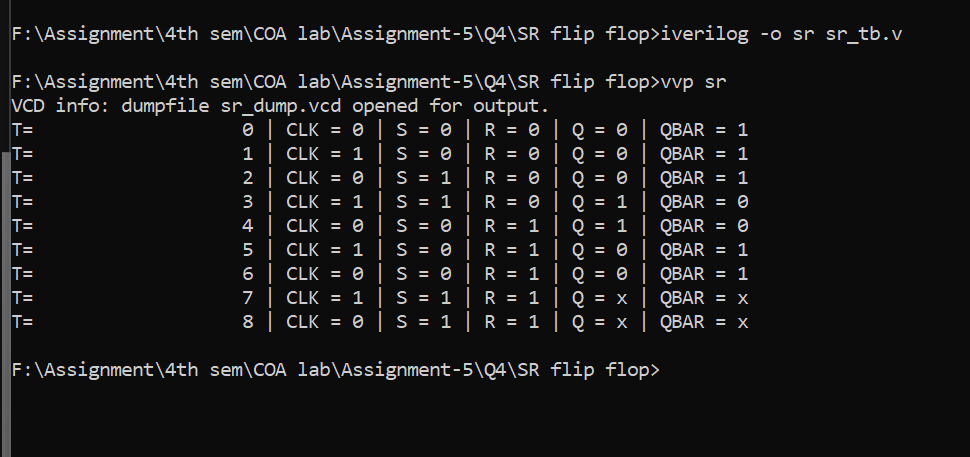 F:\Assignment\4th sem\COA lab\Assignment-5\Q4\SR flip flop>iverilog -o sr sr_tb.v
F:\Assignment\4th sem\COA lab\Assignment-5\Q4\SR flip flop>vvp sr
VCD info: dumpfile sr_dump.vcd opened for output.
T=                   0 | CLK = 0 | S = 0 | R = 0 | Q = 0 | QBAR = 1
T=                   1 | CLK = 1 | S = 0 | R = 0 | Q = 0 | QBAR = 1
T=                   2 | CLK = 0 | S = 1 | R = 0 | Q = 0 | QBAR = 1
T=                   3 | CLK = 1 | S = 1 | R = 0 | Q = 1 | QBAR = 0
T=                   4 | CLK = 0 | S = 0 | R = 1 | Q = 1 | QBAR = 0
T=                   5 | CLK = 1 | S = 0 | R = 1 | Q = 0 | QBAR = 1
T=                   6 | CLK = 0 | S = 0 | R = 1 | Q = 0 | QBAR = 1
T=                   7 | CLK = 1 | S = 1 | R = 1 | Q = x | QBAR = x
T=                   8 | CLK = 0 | S = 1 | R = 1 | Q = x | QBAR = x
F:\Assignment\4th sem\COA lab\Assignment-5\Q4\SR flip flop>